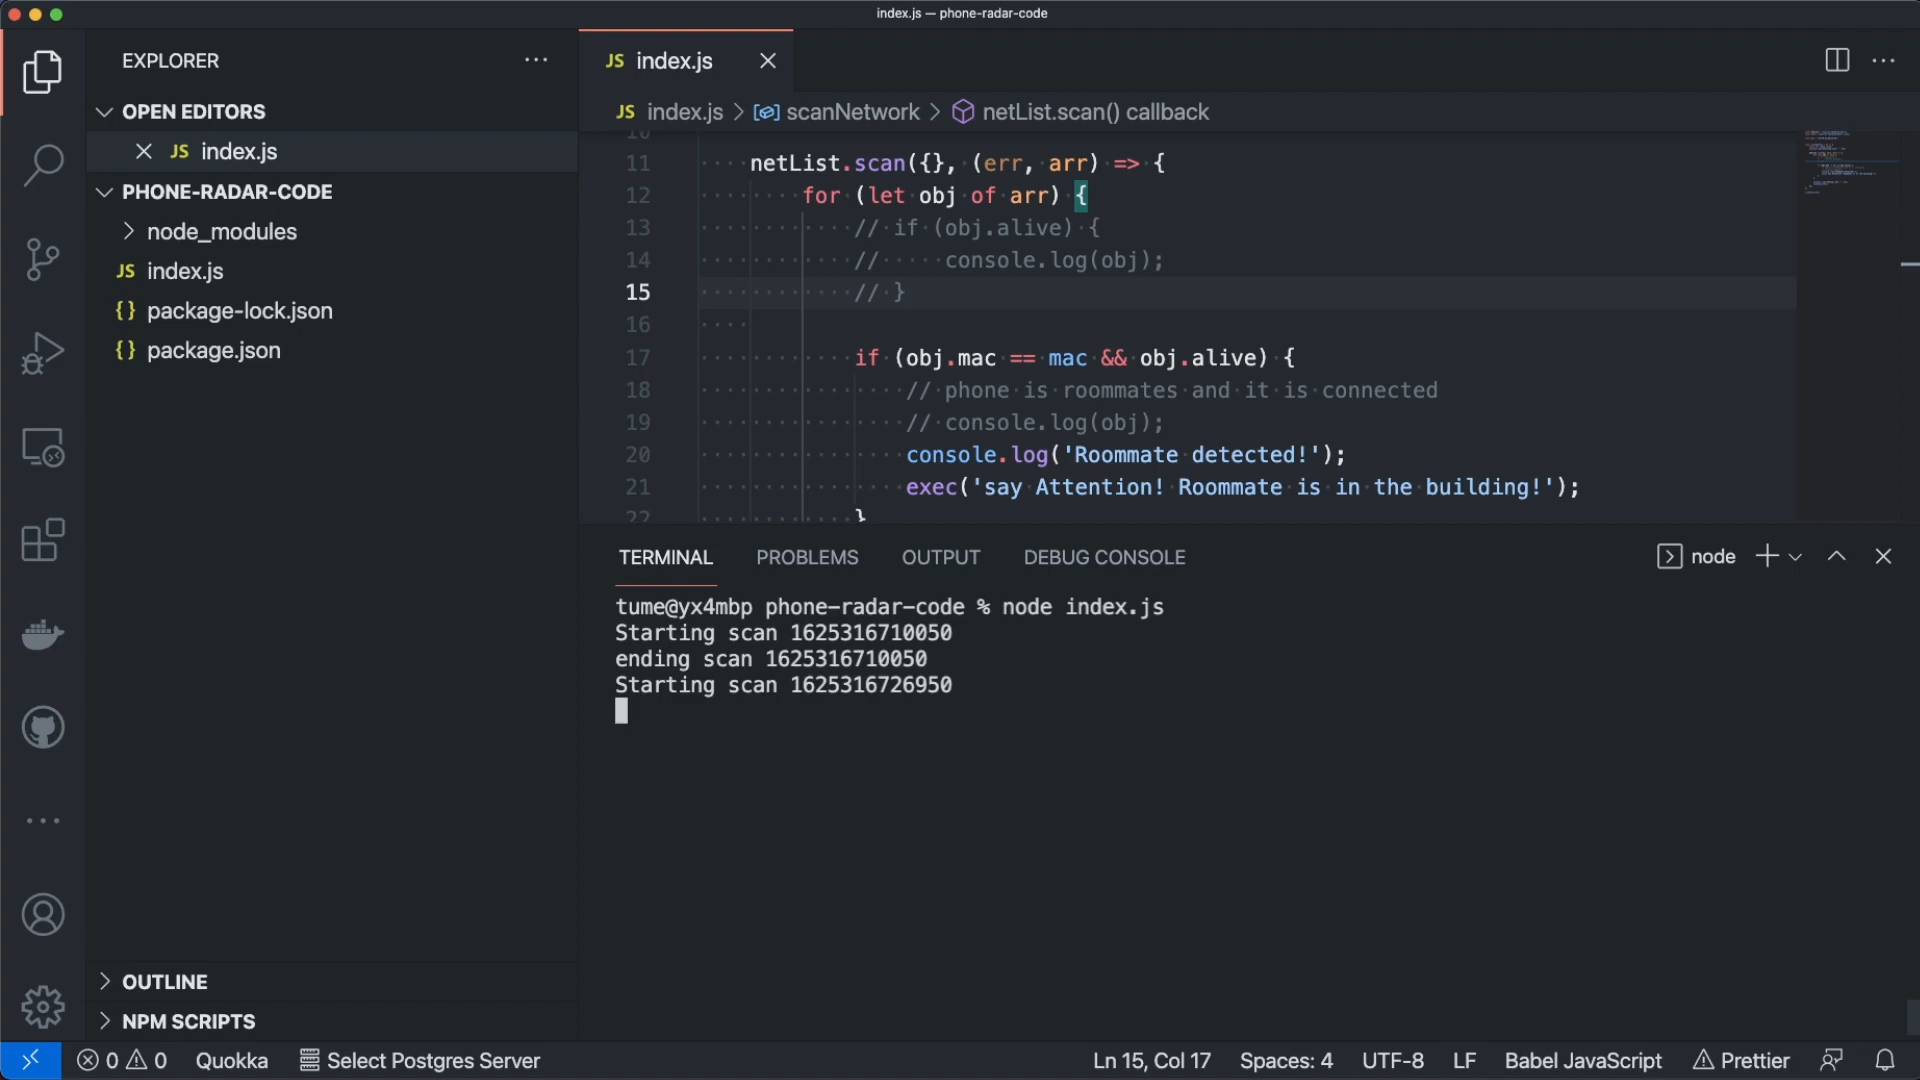 index.js — phone-radar-code
EXPLORER
OPEN EDITORS
JS index.js
PHONE-RADAR-CODE
node_modules
JS index.js
{} package-lock.json
{} package.json
OUTLINE
NPM SCRIPTS
JS index.js
JS index.js > scanNetwork > netList.scan() callback
10
11 netList.scan({}, (err, arr) => {
12 for (let obj of arr) {
13 // if (obj.alive) {
14 // console.log(obj);
15 // }
16
17 if (obj.mac == mac && obj.alive) {
18 // phone is roommates and it is connected
19 // console.log(obj);
20 console.log('Roommate detected!');
21 exec('say Attention! Roommate is in the building!');
22 }
TERMINAL PROBLEMS OUTPUT DEBUG CONSOLE node
tume@yx4mbp phone-radar-code % node index.js
Starting scan 1625316710050
ending scan 1625316710050
Starting scan 1625316726950
0 0 Quokka Select Postgres Server Ln 15, Col 17 Spaces: 4 UTF-8 LF Babel JavaScript Prettier